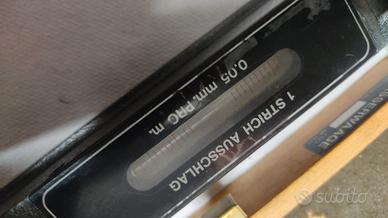 0,05 mm. PRO m.
1 STRICH AUSSCHLAG
subito